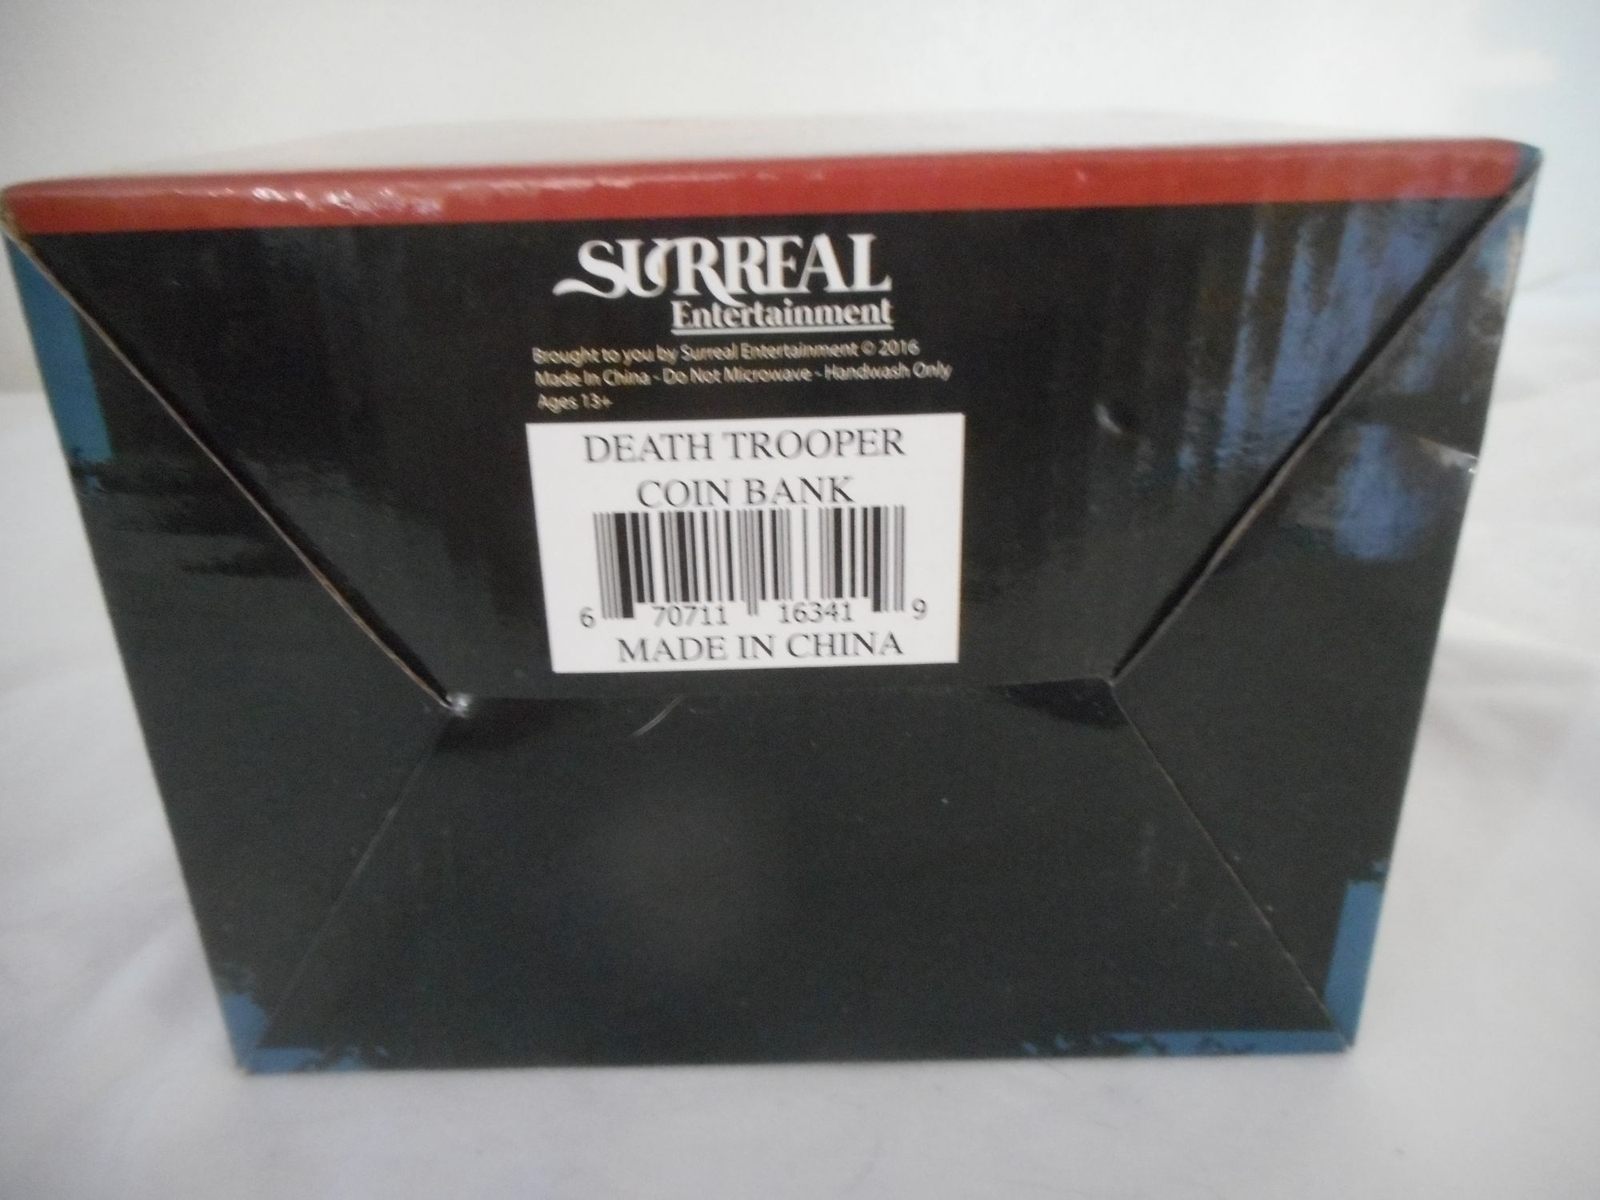 SURREAL
Entertainment
Brought to you by Surreal Entertainment © 2016
Made In China - Do Not Microwave - Handwash Only
Ages 13+
DEATH TROOPER
COIN BANK
6 70711 16341 9
MADE IN CHINA